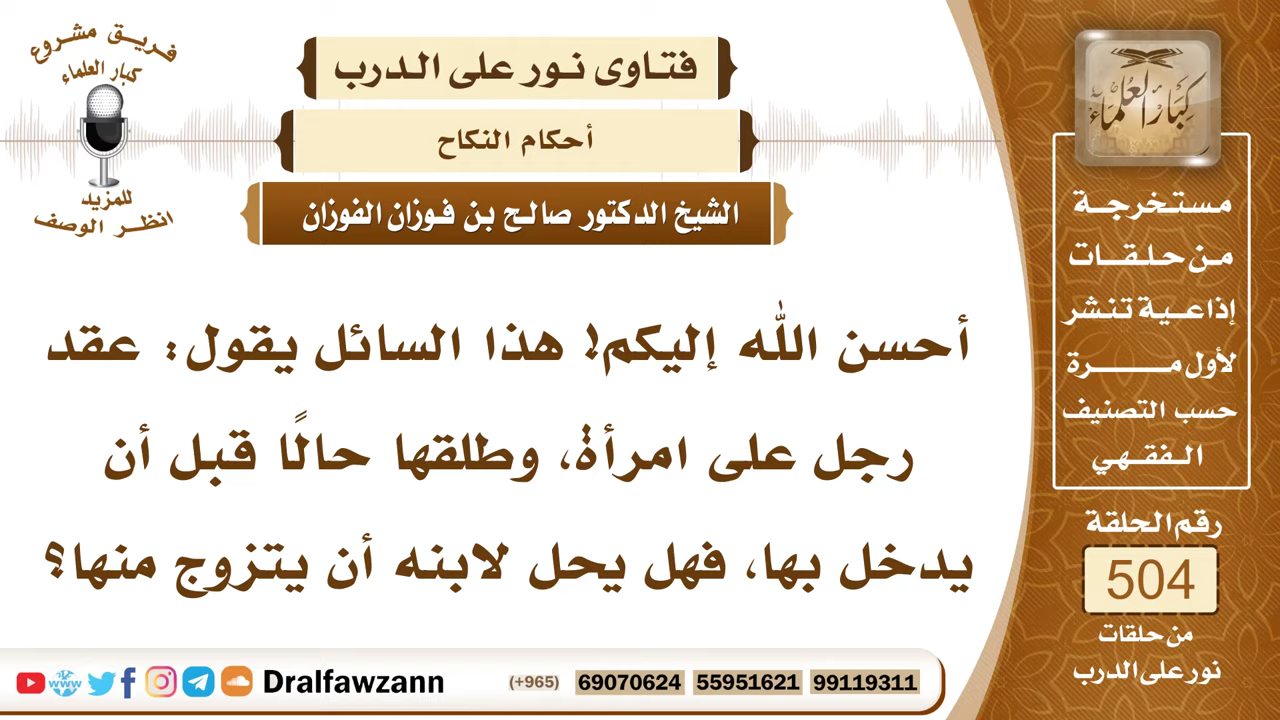 فريق مشروع
كبار العلماء
للمزيد
انظر الوصف
فتاوى نور على الدرب
أحكام النكاح
الشيخ الدكتور صالح بن فوزان الفوزان
أحسن الله إليكم! هذا السائل يقول: عقد
رجل على امرأة، وطلقها حالًا قبل أن
يدخل بها، فهل يحل لابنه أن يتزوج منها؟
كبار العلماء
مستخرجة
من حلقات
إذاعية تنشر
لأول مرة
حسب التصنيف
الفقهي
رقم الحلقة
504
من حلقات
نور على الدرب
Dralfawzann (+965) 69070624 55951621 99119311